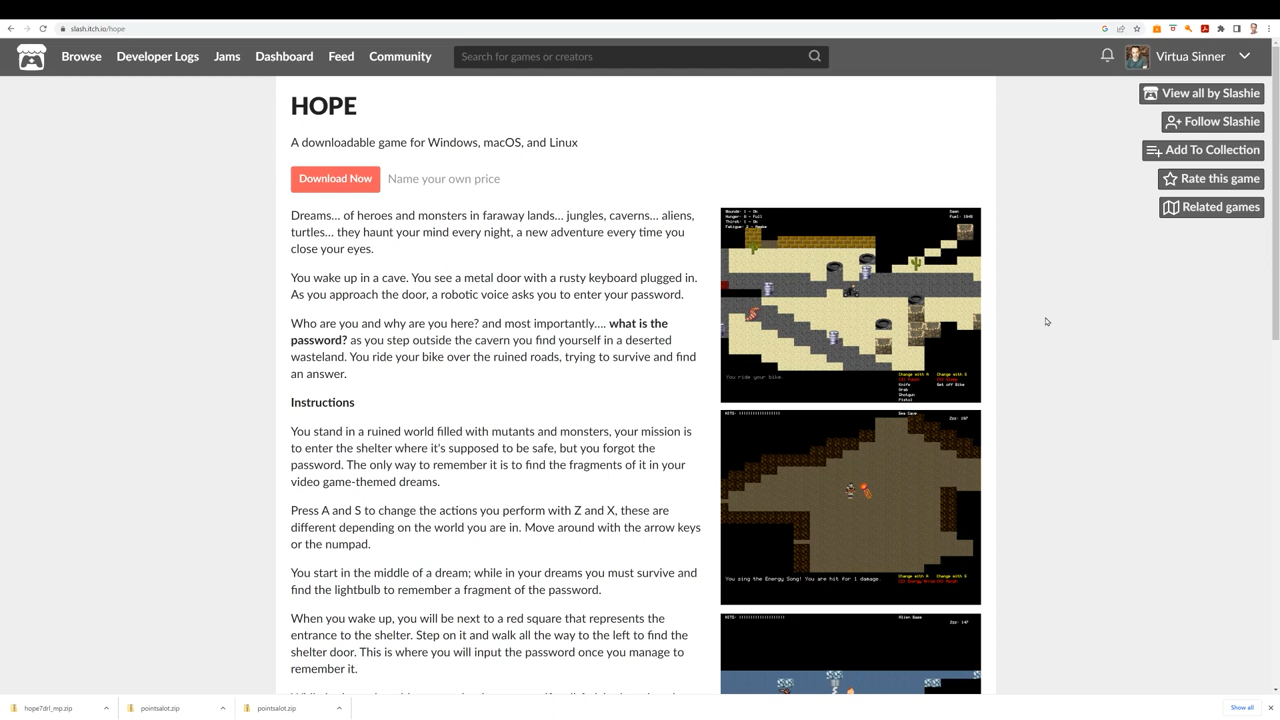 slash.itch.io/hope
Browse Developer Logs Jams Dashboard Feed Community Search for games or creators Virtua Sinner
View all by Slashie
Follow Slashie
Add To Collection
Rate this game
Related games
HOPE
A downloadable game for Windows, macOS, and Linux
Download Now Name your own price
Dreams... of heroes and monsters in faraway lands... jungles, caverns... aliens,
turtles... they haunt your mind every night, a new adventure every time you
close your eyes.
You wake up in a cave. You see a metal door with a rusty keyboard plugged in.
As you approach the door, a robotic voice asks you to enter your password.
Who are you and why are you here? and most importantly.... what is the
password? as you step outside the cavern you find yourself in a deserted
wasteland. You ride your bike over the ruined roads, trying to survive and find
an answer.
Instructions
You stand in a ruined world filled with mutants and monsters, your mission is
to enter the shelter where it's supposed to be safe, but you forgot the
password. The only way to remember it is to find the fragments of it in your
video game-themed dreams.
Press A and S to change the actions you perform with Z and X, these are
different depending on the world you are in. Move around with the arrow keys
or the numpad.
You start in the middle of a dream; while in your dreams you must survive and
find the lightbulb to remember a fragment of the password.
When you wake up, you will be next to a red square that represents the
entrance to the shelter. Step on it and walk all the way to the left to find the
shelter door. This is where you will input the password once you manage to
remember it.
You ride your bike.
Change with A Change with S
Knife Get off Bike
Grab
Shotgun
Pistol
Sea Cave
You sing the Energy Song! You are hit for 1 damage.
Change with A Change with S
Alien Base
hope7drl_mp.zip pointsalot.zip pointsalot.zip Show all